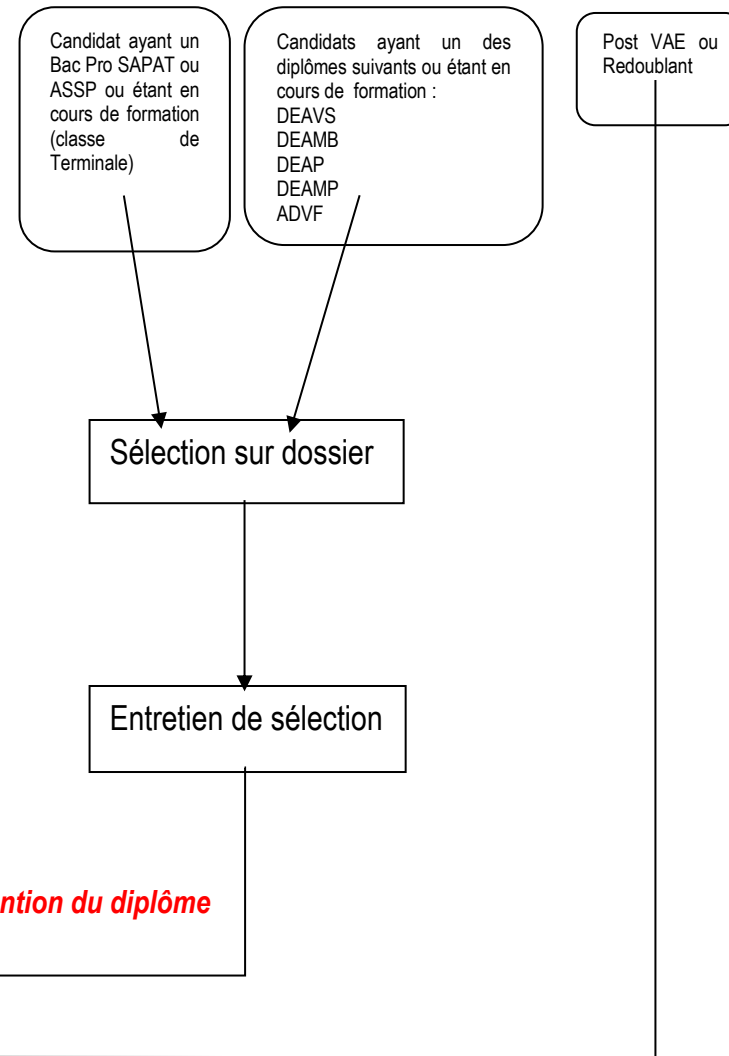 Candidat ayant un
Bac Pro SAPAT ou
ASSP ou étant en
cours de formation
(classe de
Terminale)
Candidats ayant un des
diplômes suivants ou étant en
cours de formation :
DEAVS
DEAMB
DEAP
DEAMP
ADVF
Post VAE ou
Redoublant
Sélection sur dossier
Entretien de sélection
ntion du diplôme